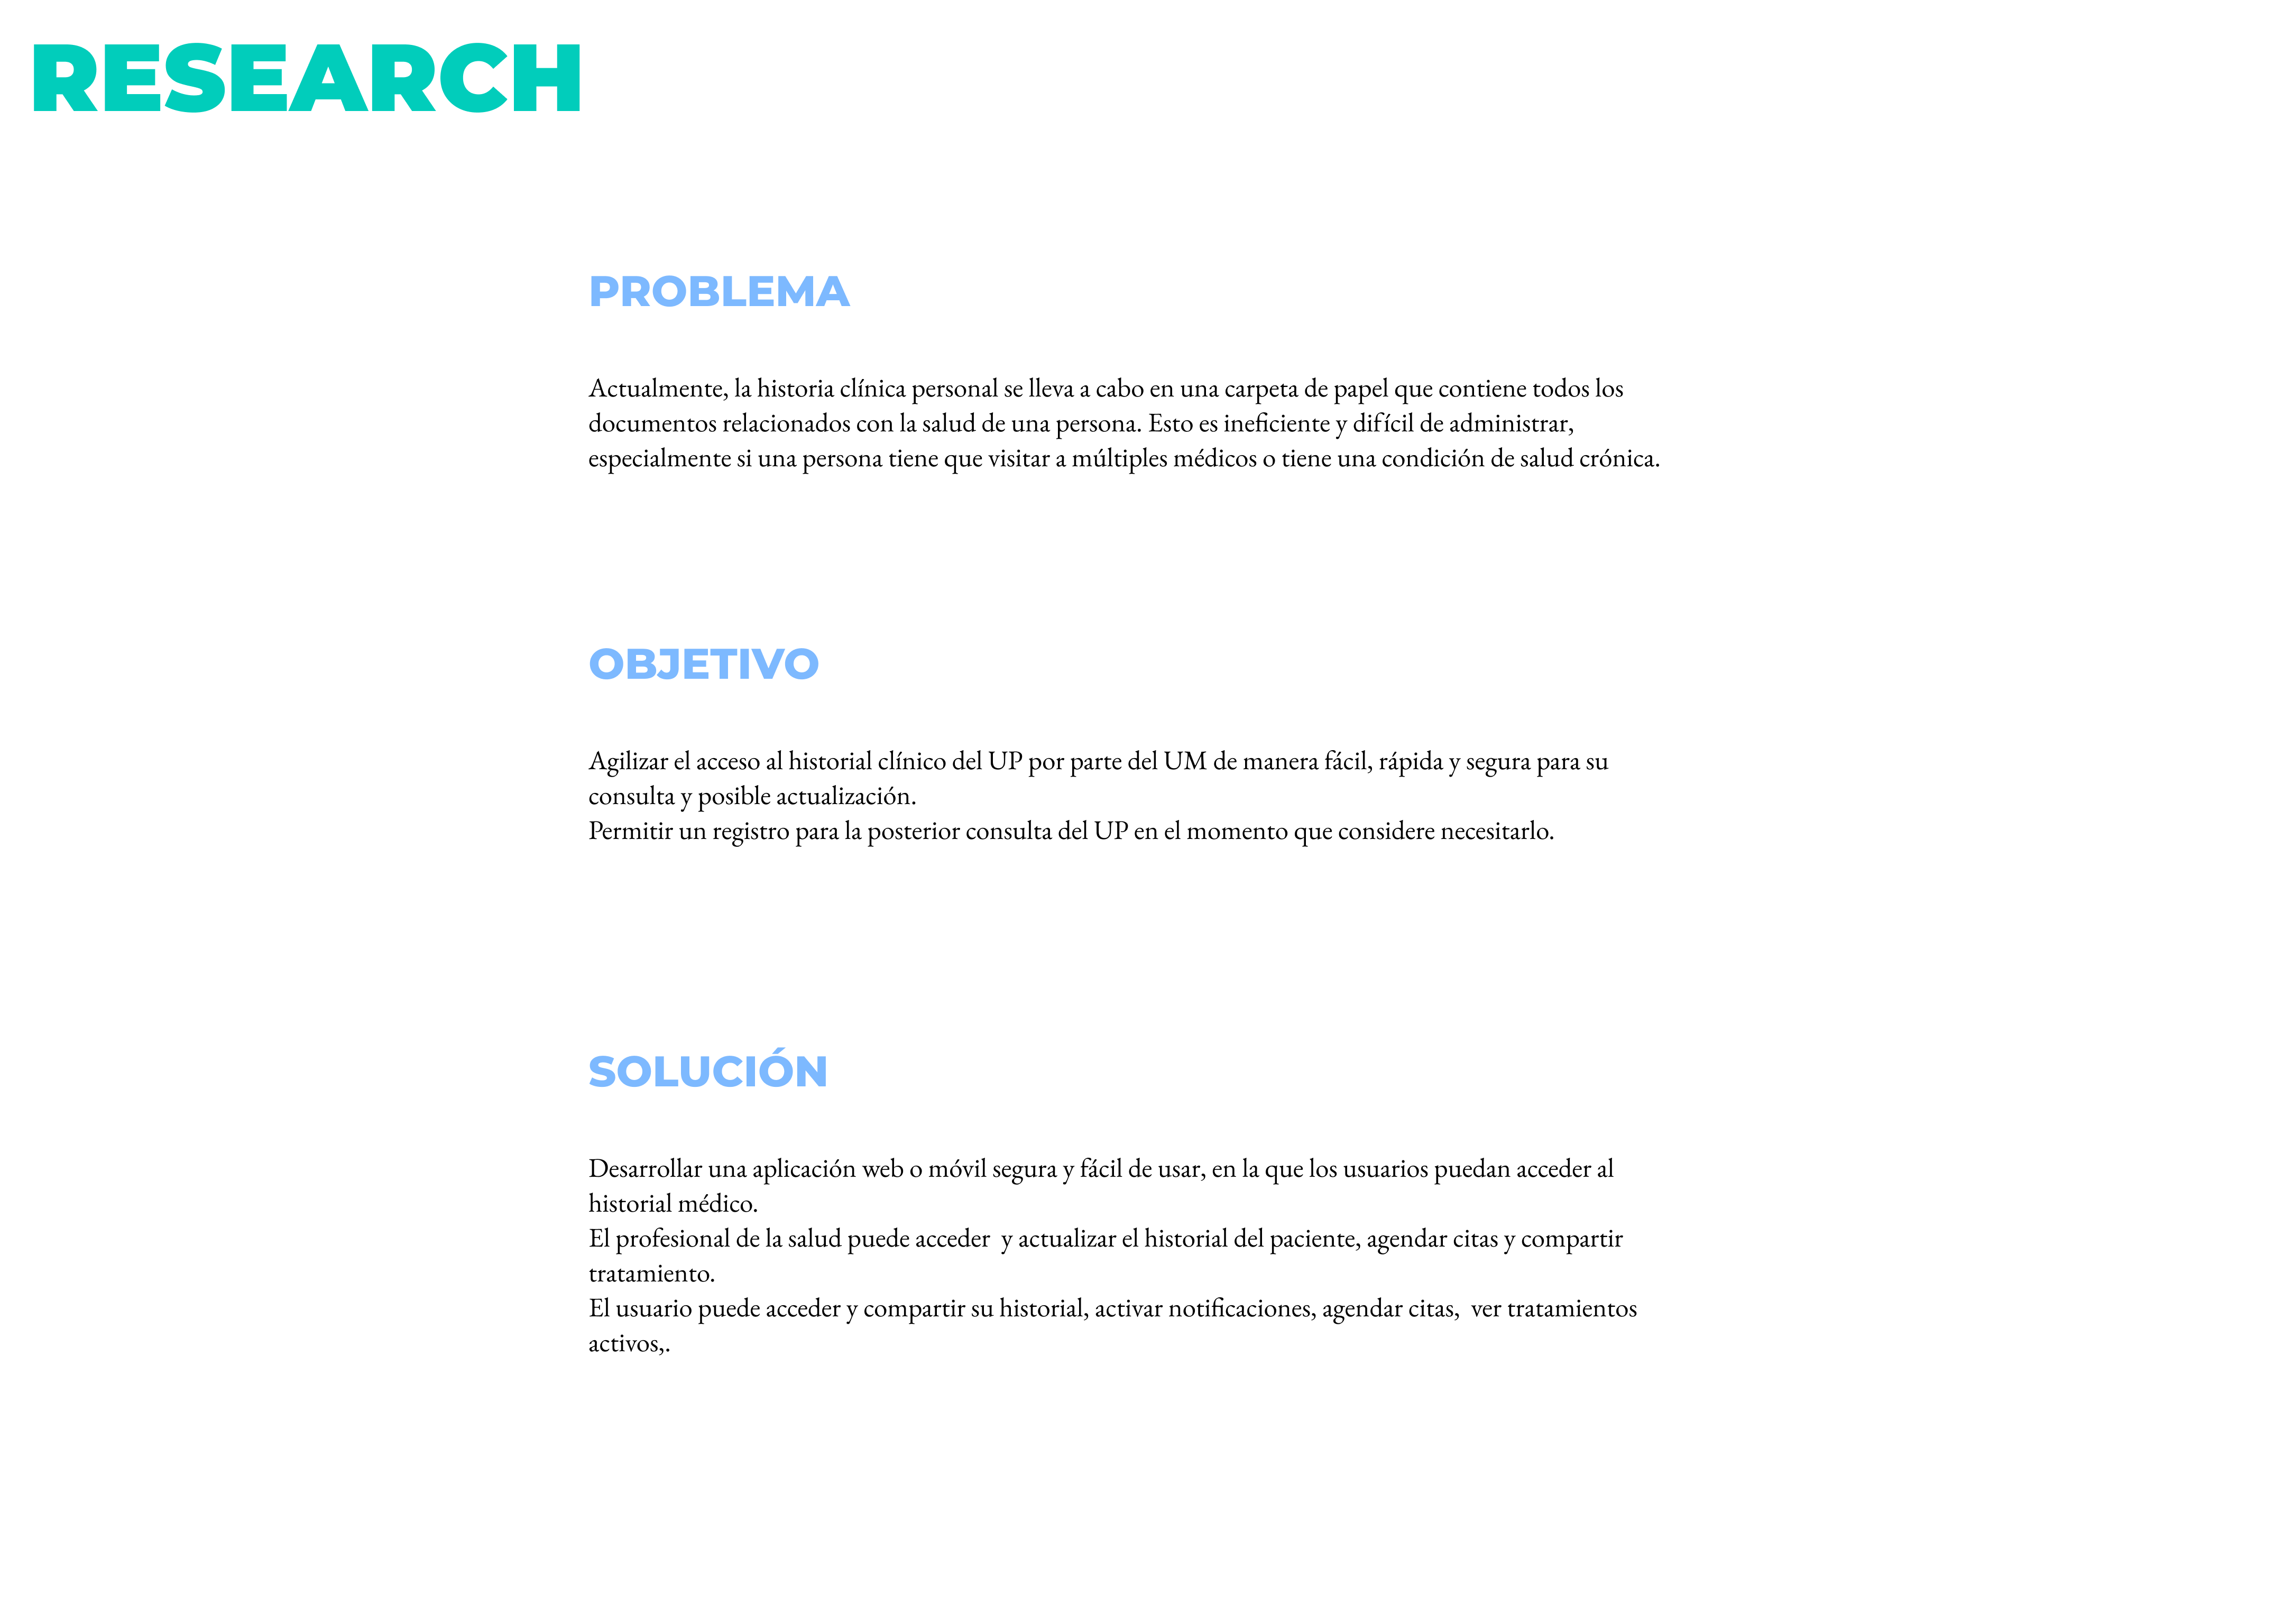 RESEARCH
PROBLEMA
Actualmente, la historia clínica personal se lleva a cabo en una carpeta de papel que contiene todos los
documentos relacionados con la salud de una persona. Esto es ineficiente y difícil de administrar,
especialmente si una persona tiene que visitar a múltiples médicos o tiene una condición de salud crónica.
OBJETIVO
Agilizar el acceso al historial clínico del UP por parte del UM de manera fácil, rápida y segura para su
consulta y posible actualización.
Permitir un registro para la posterior consulta del UP en el momento que considere necesitarlo.
SOLUCIÓN
Desarrollar una aplicación web o móvil segura y fácil de usar, en la que los usuarios puedan acceder al
historial médico.
El profesional de la salud puede acceder  y actualizar el historial del paciente, agendar citas y compartir
tratamiento.
El usuario puede acceder y compartir su historial, activar notificaciones, agendar citas,  ver tratamientos
activos,.